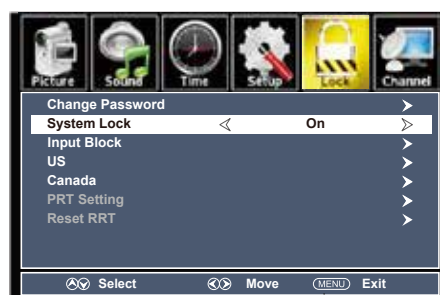 Picture Sound Time Setup Lock Channel
Change Password
System Lock On
Input Block
US
Canada
PRT Setting
Reset RRT
Select Move MENU Exit